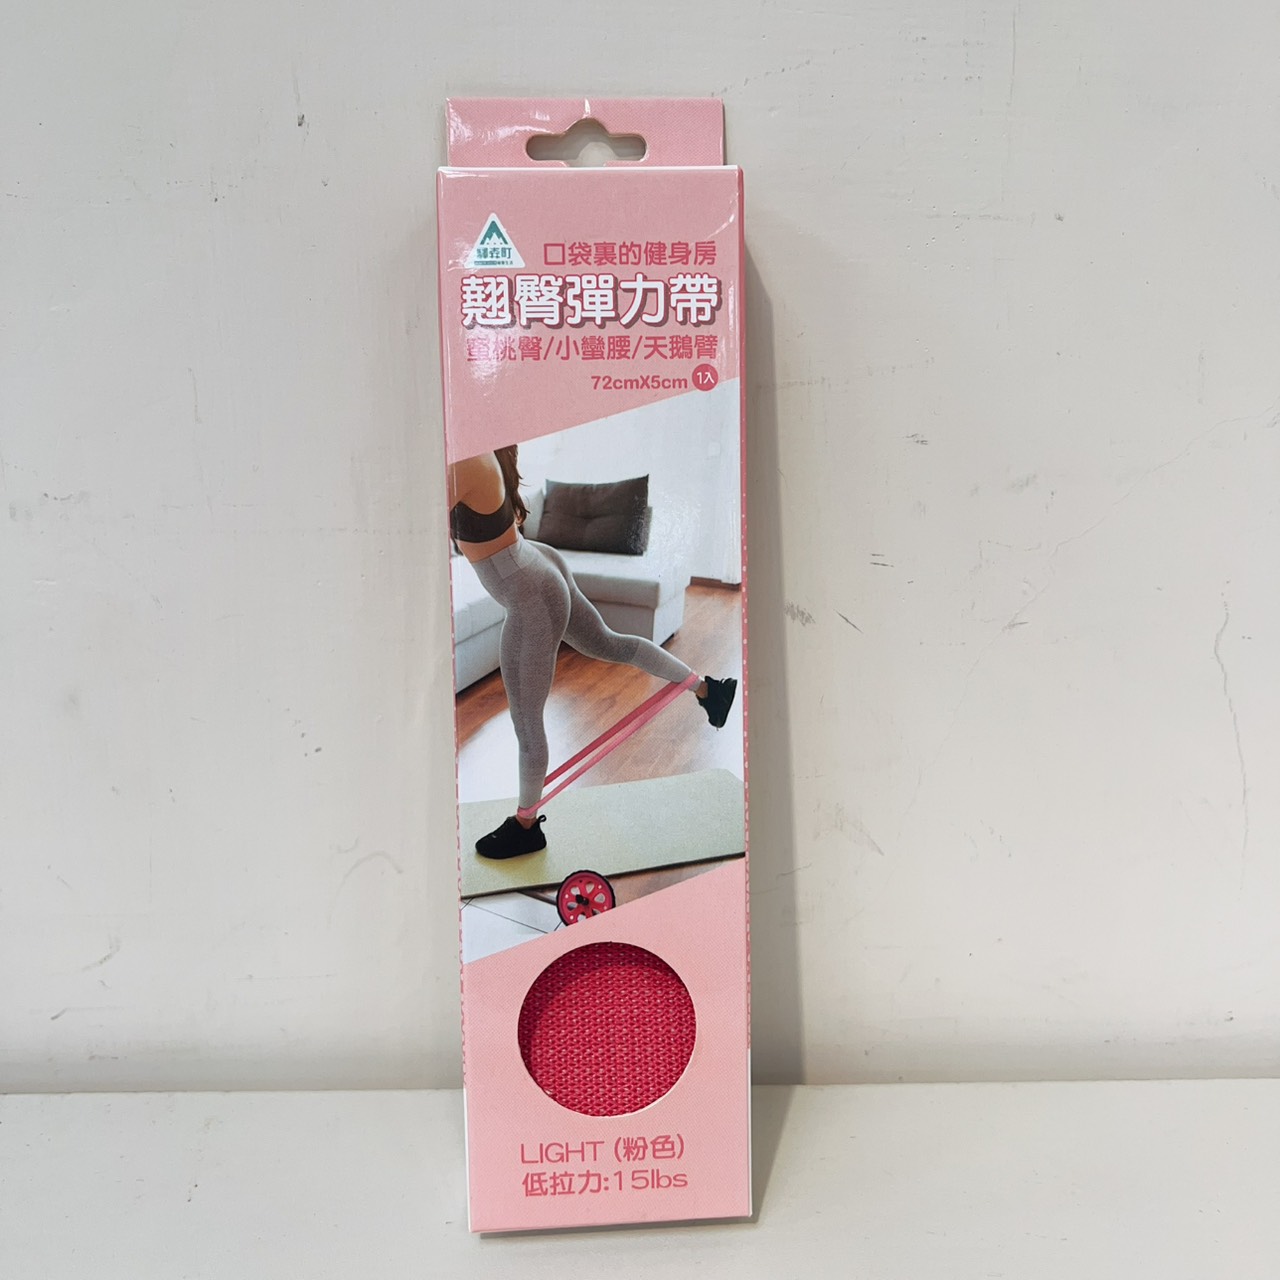 口袋裏的健身房
翹臀彈力帶
蜜桃臀/小蠻腰/天鵝臂
72cmX5cm 1入
LIGHT (粉色)
低拉力:15lbs